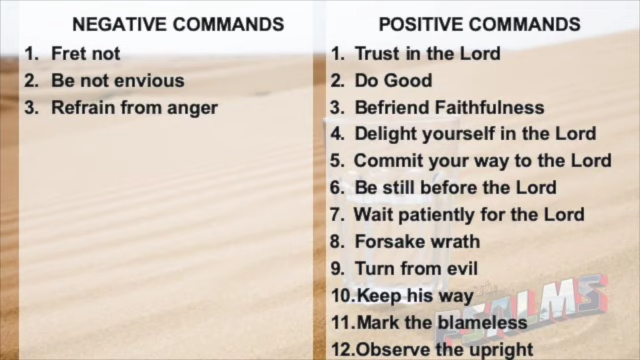 NEGATIVE COMMANDS
1. Fret not
2. Be not envious
3. Refrain from anger
POSITIVE COMMANDS
1. Trust in the Lord
2. Do Good
3. Befriend Faithfulness
4. Delight yourself in the Lord
5. Commit your way to the Lord
6. Be still before the Lord
7. Wait patiently for the Lord
8. Forsake wrath
9. Turn from evil
10.Keep his way
11.Mark the blameless
12.Observe the upright
PSALMS